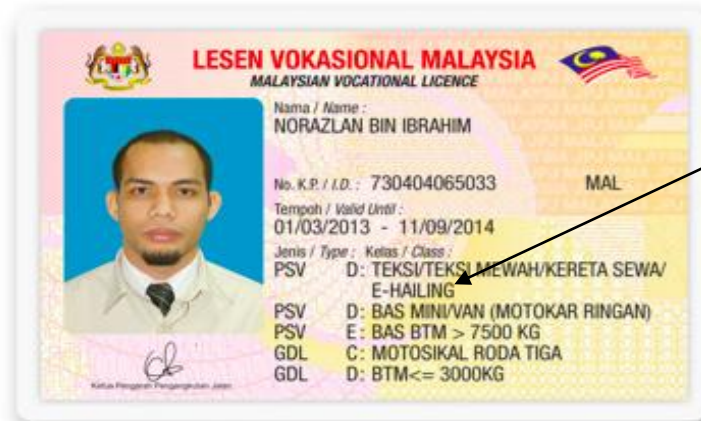 LESEN VOKASIONAL MALAYSIA
MALAYSIAN VOCATIONAL LICENCE
Nama / Name :
NORAZLAN BIN IBRAHIM
No. K.P. / I.D. : 730404065033 MAL
Tempoh / Valid Until :
01/03/2013 - 11/09/2014
Jenis / Type : Kelas / Class :
PSV D: TEKSI/TEKSI MEWAH/KERETA SEWA/
E-HAILING
PSV D: BAS MINI/VAN (MOTOKAR RINGAN)
PSV E: BAS BTM > 7500 KG
GDL C: MOTOSIKAL RODA TIGA
GDL D: BTM<= 3000KG
Ketua Pengarah Pengangkutan Jalan